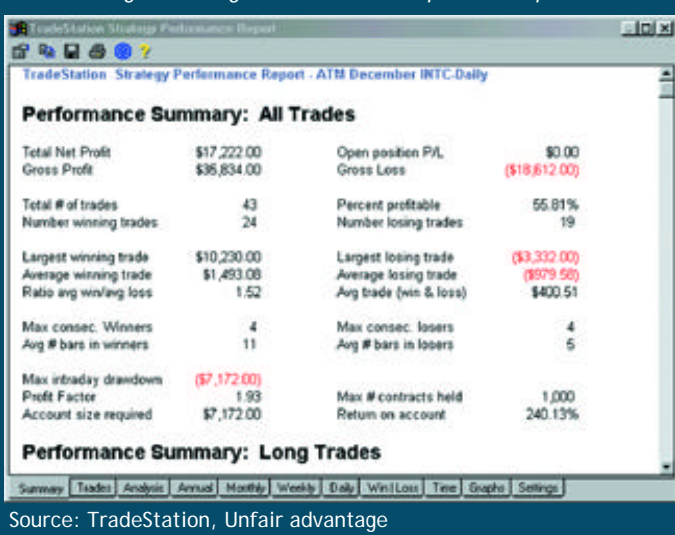 TradeStation Strategy Performance Report
TradeStation Strategy Performance Report - ATM December INTC-Daily
Performance Summary: All Trades
Total Net Profit $17,222.00 Open position P/L $0.00
Gross Profit $35,834.00 Gross Loss ($18,612.00)
Total # of trades 43 Percent profitable 55.81%
Number winning trades 24 Number losing trades 19
Largest winning trade $10,230.00 Largest losing trade ($3,332.00)
Average winning trade $1,493.08 Average losing trade ($979.58)
Ratio avg win/avg loss 1.52 Avg trade (win & loss) $400.51
Max consec. Winners 4 Max consec. losers 4
Avg # bars in winners 11 Avg # bars in losers 5
Max intraday drawdown ($7,172.00)
Profit Factor 1.93 Max # contracts held 1,000
Account size required $7,172.00 Return on account 240.13%
Performance Summary: Long Trades
Summary Trades Analysis Annual Monthly Weekly Daily Win|Loss Time Graphs Settings
Source: TradeStation, Unfair advantage